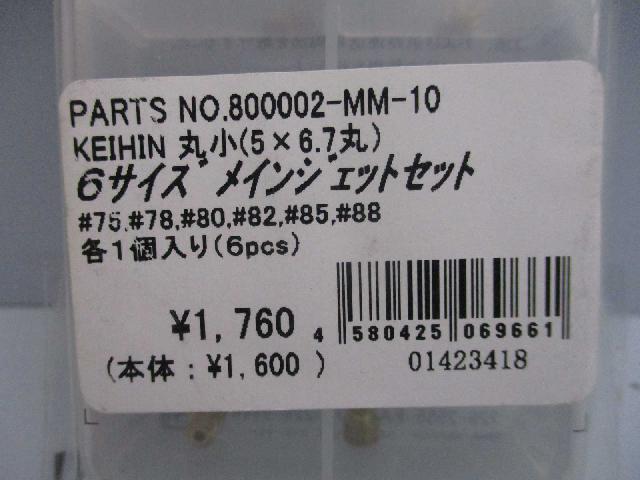 PARTS NO.800002-MM-10
KEIHIN 丸小(5×6.7丸)
6サイズ メインジェットセット
#75,#78,#80,#82,#85,#88
各1個入り(6pcs)
¥1,760
(本体：¥1,600 )
4 580425 069661
01423418